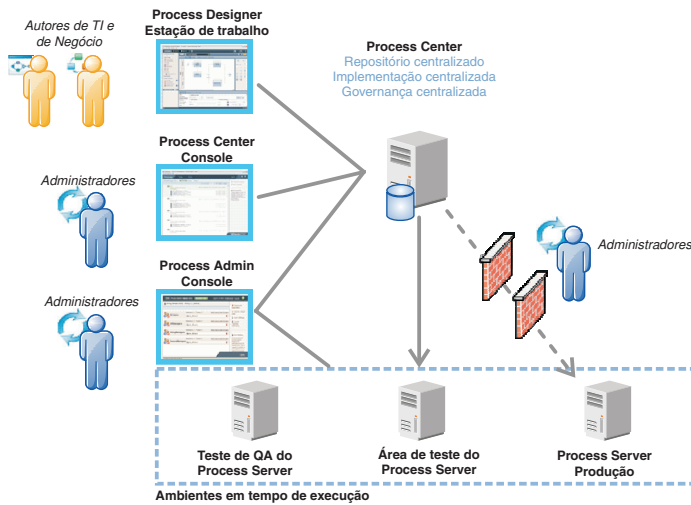 Autores de TI e
de Negócio
Process Designer
Estação de trabalho
Process Center
Repositório centralizado
Implementação centralizada
Governança centralizada
Process Center
Console
Administradores
Administradores
Process Admin
Console
Administradores
Teste de QA do
Process Server
Área de teste do
Process Server
Process Server
Produção
Ambientes em tempo de execução